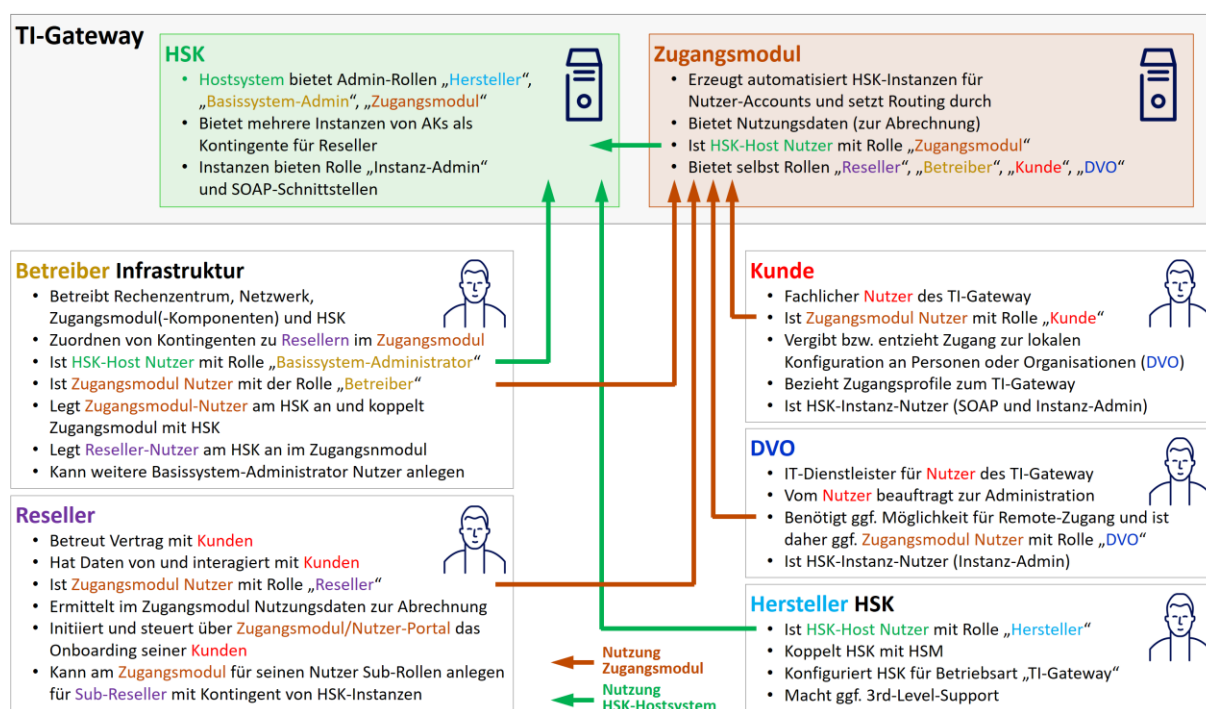 TI-Gateway
HSK
• Hostsystem bietet Admin-Rollen „Hersteller“,
„Basissystem-Admin“, „Zugangsmodul“
• Bietet mehrere Instanzen von AKs als
Kontingente für Reseller
• Instanzen bieten Rolle „Instanz-Admin“
und SOAP-Schnittstellen
Zugangsmodul
• Erzeugt automatisiert HSK-Instanzen für
Nutzer-Accounts und setzt Routing durch
• Bietet Nutzungsdaten (zur Abrechnung)
• Ist HSK-Host Nutzer mit Rolle „Zugangsmodul“
• Bietet selbst Rollen „Reseller“, „Betreiber“, „Kunde“, „DVO“
Betreiber Infrastruktur
• Betreibt Rechenzentrum, Netzwerk,
Zugangsmodul(-Komponenten) und HSK
• Zuordnen von Kontingenten zu Resellern im Zugangsmodul
• Ist HSK-Host Nutzer mit Rolle „Basissystem-Administrator“
• Ist Zugangsmodul Nutzer mit der Rolle „Betreiber“
• Legt Zugangsmodul-Nutzer am HSK an und koppelt
Zugangsmodul mit HSK
• Legt Reseller-Nutzer am HSK an im Zugangsnmodul
• Kann weitere Basissystem-Administrator Nutzer anlegen
Reseller
• Betreut Vertrag mit Kunden
• Hat Daten von und interagiert mit Kunden
• Ist Zugangsmodul Nutzer mit Rolle „Reseller“
• Ermittelt im Zugangsmodul Nutzungsdaten zur Abrechnung
• Initiiert und steuert über Zugangsmodul/Nutzer-Portal das
Onboarding seiner Kunden
• Kann am Zugangsmodul für seinen Nutzer Sub-Rollen anlegen
für Sub-Reseller mit Kontingent von HSK-Instanzen
Nutzung
Zugangsmodul
Nutzung
HSK-Hostsystem
Kunde
• Fachlicher Nutzer des TI-Gateway
• Ist Zugangsmodul Nutzer mit Rolle „Kunde“
• Vergibt bzw. entzieht Zugang zur lokalen
Konfiguration an Personen oder Organisationen (DVO)
• Bezieht Zugangsprofile zum TI-Gateway
• Ist HSK-Instanz-Nutzer (SOAP und Instanz-Admin)
DVO
• IT-Dienstleister für Nutzer des TI-Gateway
• Vom Nutzer beauftragt zur Administration
• Benötigt ggf. Möglichkeit für Remote-Zugang und ist
daher ggf. Zugangsmodul Nutzer mit Rolle „DVO“
• Ist HSK-Instanz-Nutzer (Instanz-Admin)
Hersteller HSK
• Ist HSK-Host Nutzer mit Rolle „Hersteller“
• Koppelt HSK mit HSM
• Konfiguriert HSK für Betriebsart „TI-Gateway“
• Macht ggf. 3rd-Level-Support